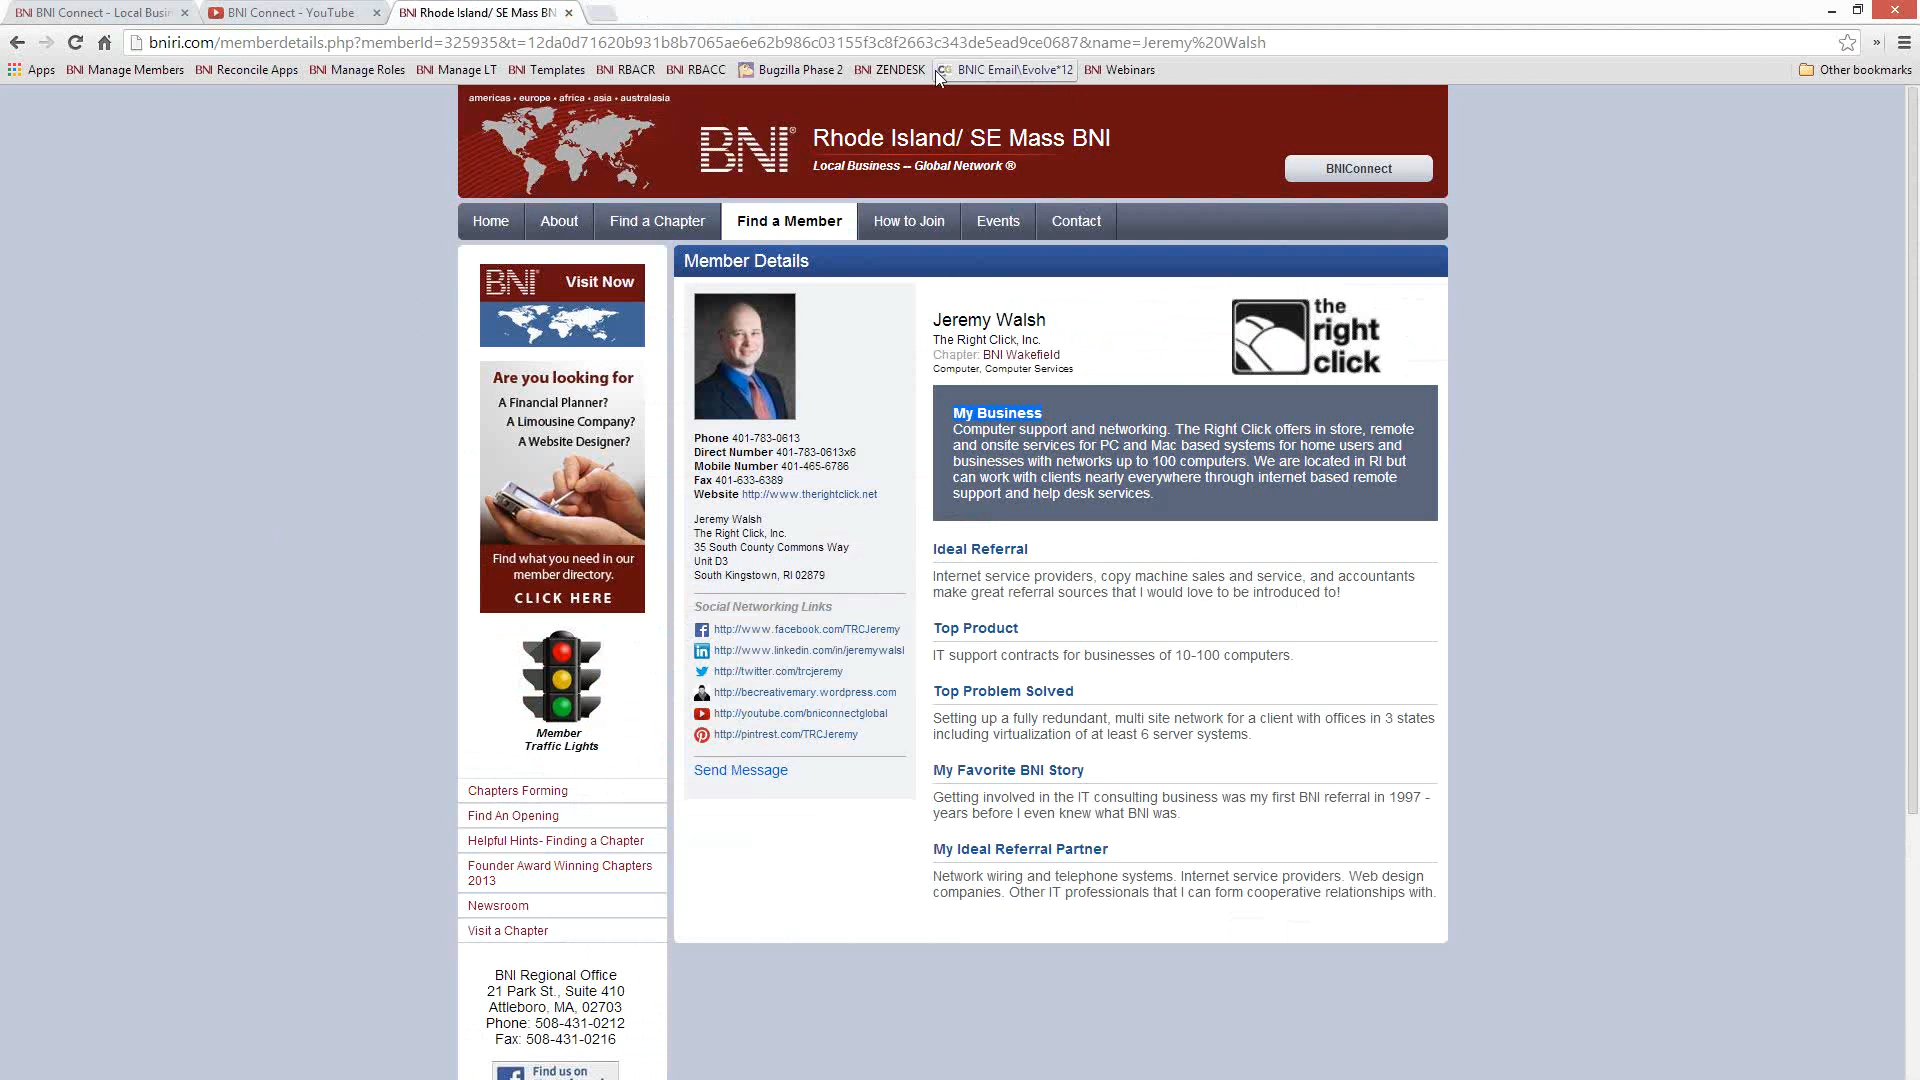 BNI BNI Connect - Local Busin
BNI Connect - YouTube
BNI Rhode Island/ SE Mass BN
bniri.com/memberdetails.php?memberId=325935&t=12da0d71620b931b8b7065ae6e62b986c03155f3c8f2663c343de5ead9ce0687&name=Jeremy%20Walsh
Apps BNI Manage Members BNI Reconcile Apps BNI Manage Roles BNI Manage LT BNI Templates BNI RBACR BNI RBACC Bugzilla Phase 2 BNI ZENDESK CG BNIC Email\Evolve*12 BNI Webinars » Other bookmarks
americas • europe • africa • asia • australasia
BNI®
Rhode Island/ SE Mass BNI
Local Business -- Global Network ®
BNIConnect
Home About Find a Chapter Find a Member How to Join Events Contact
BNI® Visit Now
Are you looking for
A Financial Planner?
A Limousine Company?
A Website Designer?
Find what you need in our
member directory.
CLICK HERE
Member
Traffic Lights
Chapters Forming
Find An Opening
Helpful Hints- Finding a Chapter
Founder Award Winning Chapters
2013
Newsroom
Visit a Chapter
BNI Regional Office
21 Park St., Suite 410
Attleboro, MA, 02703
Phone: 508-431-0212
Fax: 508-431-0216
Find us on
Member Details
Phone 401-783-0613
Direct Number 401-783-0613x6
Mobile Number 401-465-6786
Fax 401-633-6389
Website http://www.therightclick.net
Jeremy Walsh
The Right Click, Inc.
35 South County Commons Way
Unit D3
South Kingstown, RI 02879
Social Networking Links
http://www.facebook.com/TRCJeremy
http://www.linkedin.com/in/jeremywalsl
http://twitter.com/trcjeremy
http://becreativemary.wordpress.com
http://youtube.com/bniconnectglobal
http://pintrest.com/TRCJeremy
Send Message
Jeremy Walsh
The Right Click, Inc.
Chapter: BNI Wakefield
Computer, Computer Services
the
right
click
My Business
Computer support and networking. The Right Click offers in store, remote
and onsite services for PC and Mac based systems for home users and
businesses with networks up to 100 computers. We are located in RI but
can work with clients nearly everywhere through internet based remote
support and help desk services.
Ideal Referral
Internet service providers, copy machine sales and service, and accountants
make great referral sources that I would love to be introduced to!
Top Product
IT support contracts for businesses of 10-100 computers.
Top Problem Solved
Setting up a fully redundant, multi site network for a client with offices in 3 states
including virtualization of at least 6 server systems.
My Favorite BNI Story
Getting involved in the IT consulting business was my first BNI referral in 1997 -
years before I even knew what BNI was.
My Ideal Referral Partner
Network wiring and telephone systems. Internet service providers. Web design
companies. Other IT professionals that I can form cooperative relationships with.